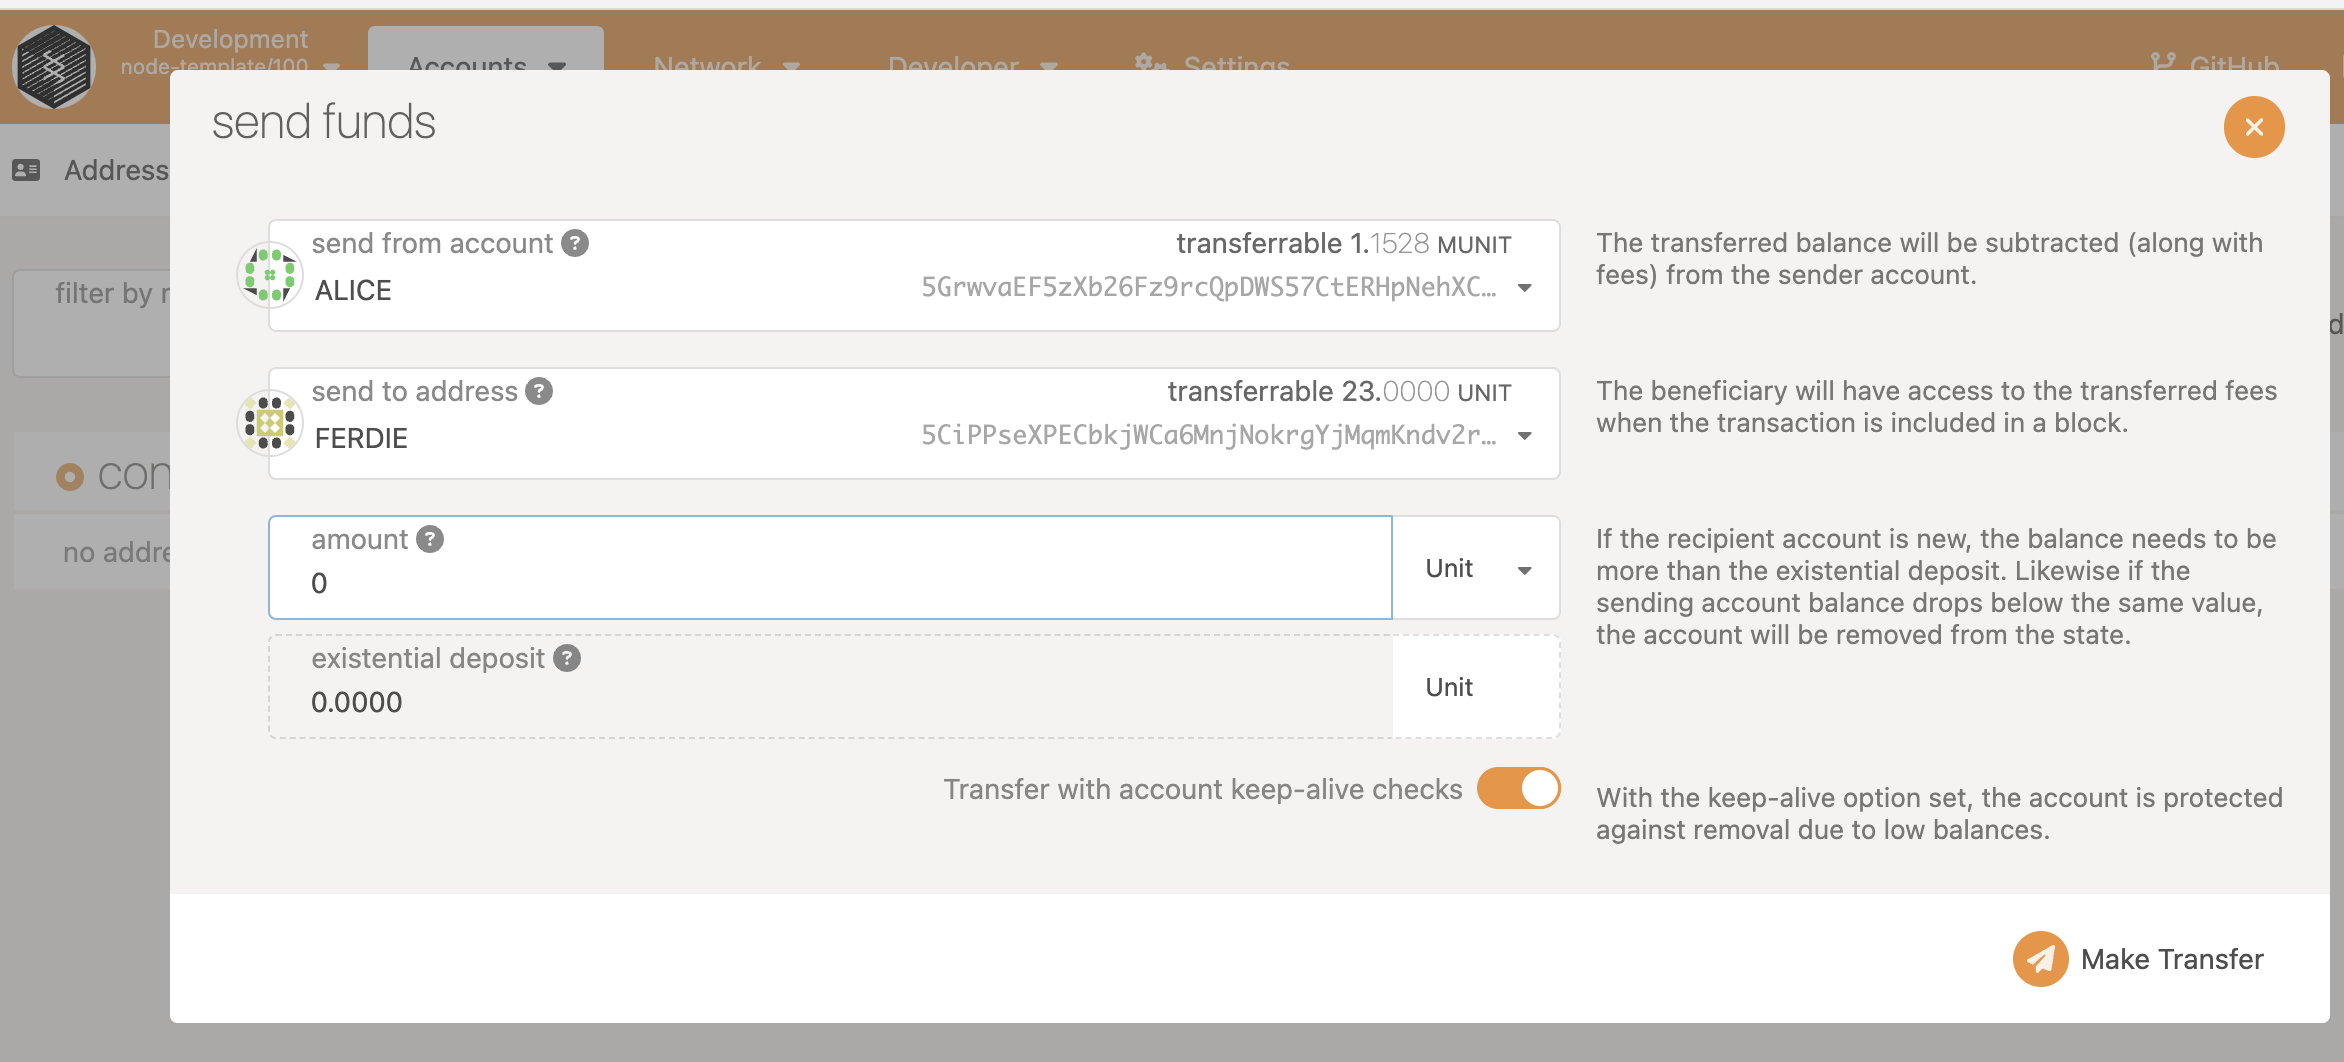 Development
node-template/100
Accounts
Network
Developer
Settings
GitHub
send funds
Address
filter by r
con
no addre
send from account ?
transferrable 1.1528 MUNIT
ALICE
5GrwvaEF5zXb26Fz9rcQpDWS57CtERHpNehXC…
The transferred balance will be subtracted (along with
fees) from the sender account.
send to address ?
transferrable 23.0000 UNIT
FERDIE
5CiPPseXPECbkjWCa6MnjNokrgYjMqmKndv2r…
The beneficiary will have access to the transferred fees
when the transaction is included in a block.
amount ?
0
Unit
If the recipient account is new, the balance needs to be
more than the existential deposit. Likewise if the
sending account balance drops below the same value,
the account will be removed from the state.
existential deposit ?
0.0000
Unit
Transfer with account keep-alive checks
With the keep-alive option set, the account is protected
against removal due to low balances.
Make Transfer